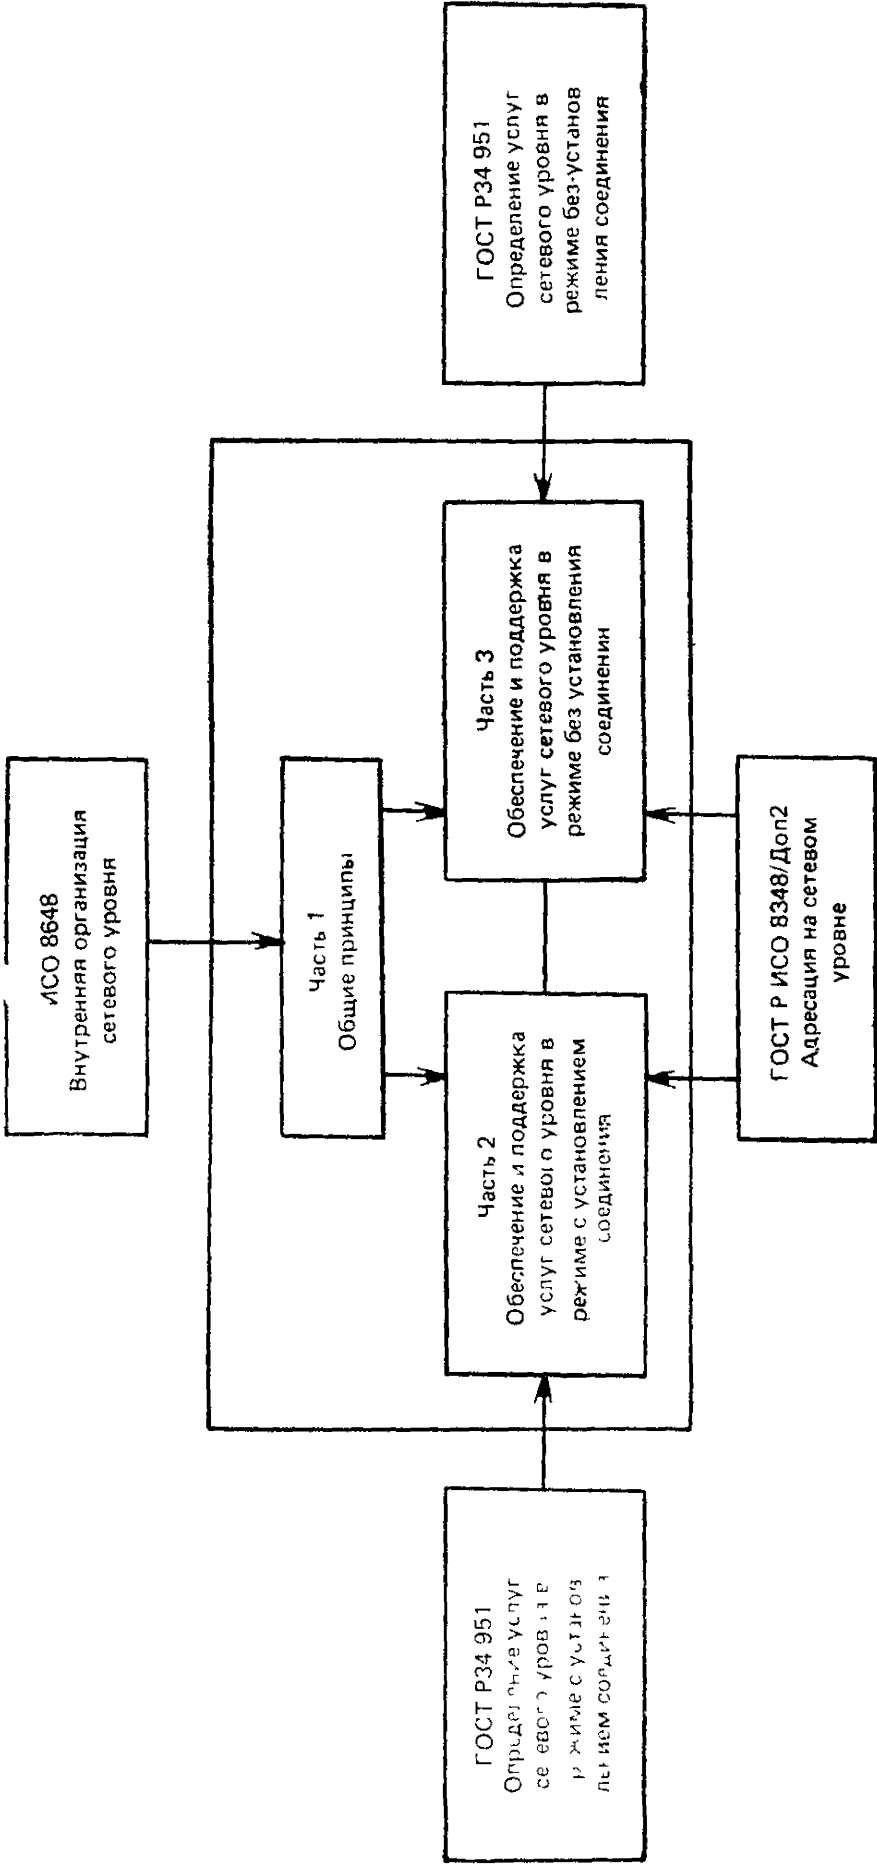 ИСО 8648
Внутренняя организация
сетевого уровня
Часть 1
Общие принципы
ГОСТ Р34 951
услуг
с
Часть 2
Обеспечение и поддержка
услуг сетевого уровня в
режиме с установлением
соединения
Часть 3
Обеспечение и поддержка
услуг сетевого уровня в
режиме без установления
соединения
ГОСТ Р34 951
Определение услуг
сетевого уровня в
режиме без-установ
ления соединения
ГОСТ Р ИСО 8348/Доп2
Адресация на сетевом
уровне